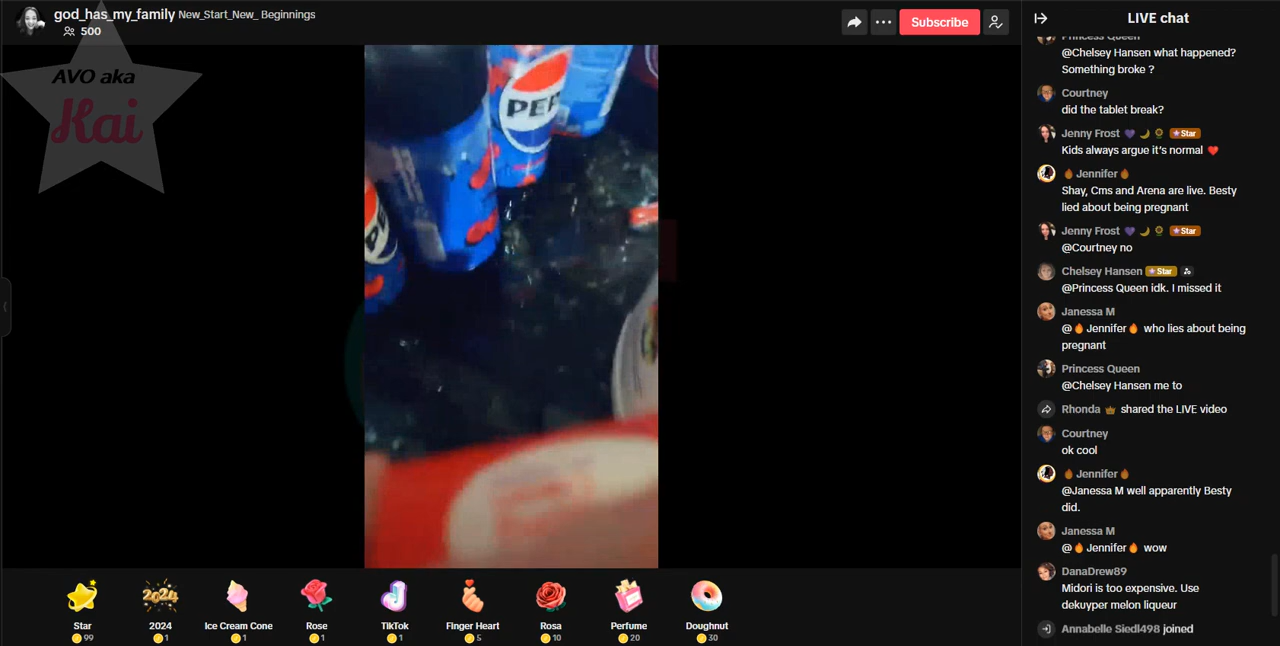 god_has_my_family New_Start_New_ Beginnings
500
Subscribe
AVO aka
Kai
PEP
PE
LIVE chat
Princess Queen
@Chelsey Hansen what happened?
Something broke ?
Courtney
did the tablet break?
Jenny Frost 💜 🌙 🌻 Star
Kids always argue it's normal ❤️
🔥 Jennifer 🔥
Shay, Cms and Arena are live. Besty
lied about being pregnant
Jenny Frost 💜 🌙 🌻 Star
@Courtney no
Chelsey Hansen Star
@Princess Queen idk. I missed it
Janessa M
@🔥 Jennifer🔥 who lies about being
pregnant
Princess Queen
@Chelsey Hansen me to
Rhonda 👑 shared the LIVE video
Courtney
ok cool
🔥 Jennifer 🔥
@Janessa M well apparently Besty
did.
Janessa M
@🔥 Jennifer🔥 wow
DanaDrew89
Midori is too expensive. Use
dekuyper melon liqueur
Annabelle Siedl498 joined
2024
Star
99
2024
1
Ice Cream Cone
1
Rose
1
TikTok
1
Finger Heart
5
Rosa
10
Perfume
20
Doughnut
30